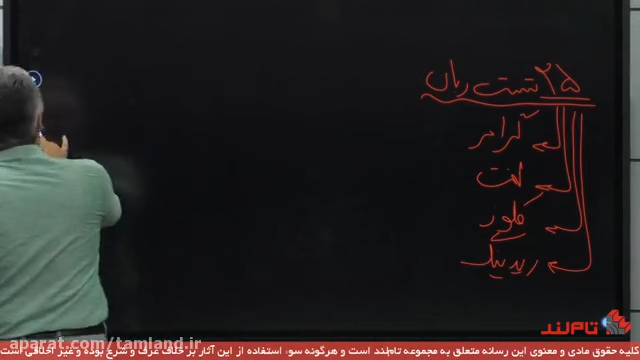 ۲۵ تست زبان
گرامر
لغت
کلوز
ریدینگ
تاملند
aparat.com/tamland.ir
کلیه حقوق مادی و معنوی این رسانه متعلق به مجموعه تاملند است و هرگونه سوء استفاده از این آثار بر خلاف عرف و شرع بوده و غیر اخلاقی است